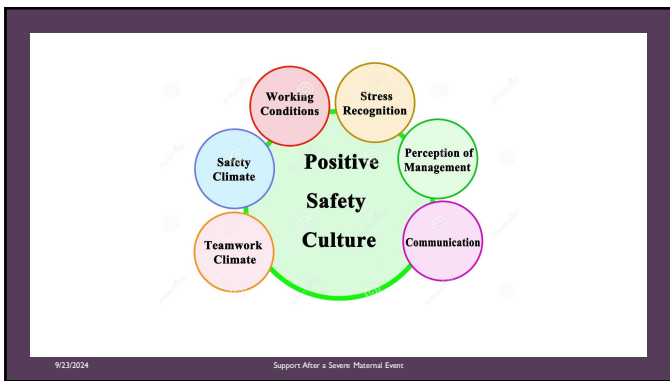 Working
Conditions
Stress
Recognition
Safety
Climate
Positive
Safety
Culture
Perception of
Management
Teamwork
Climate
Communication
9/23/2024
Support After a Severe Maternal Event